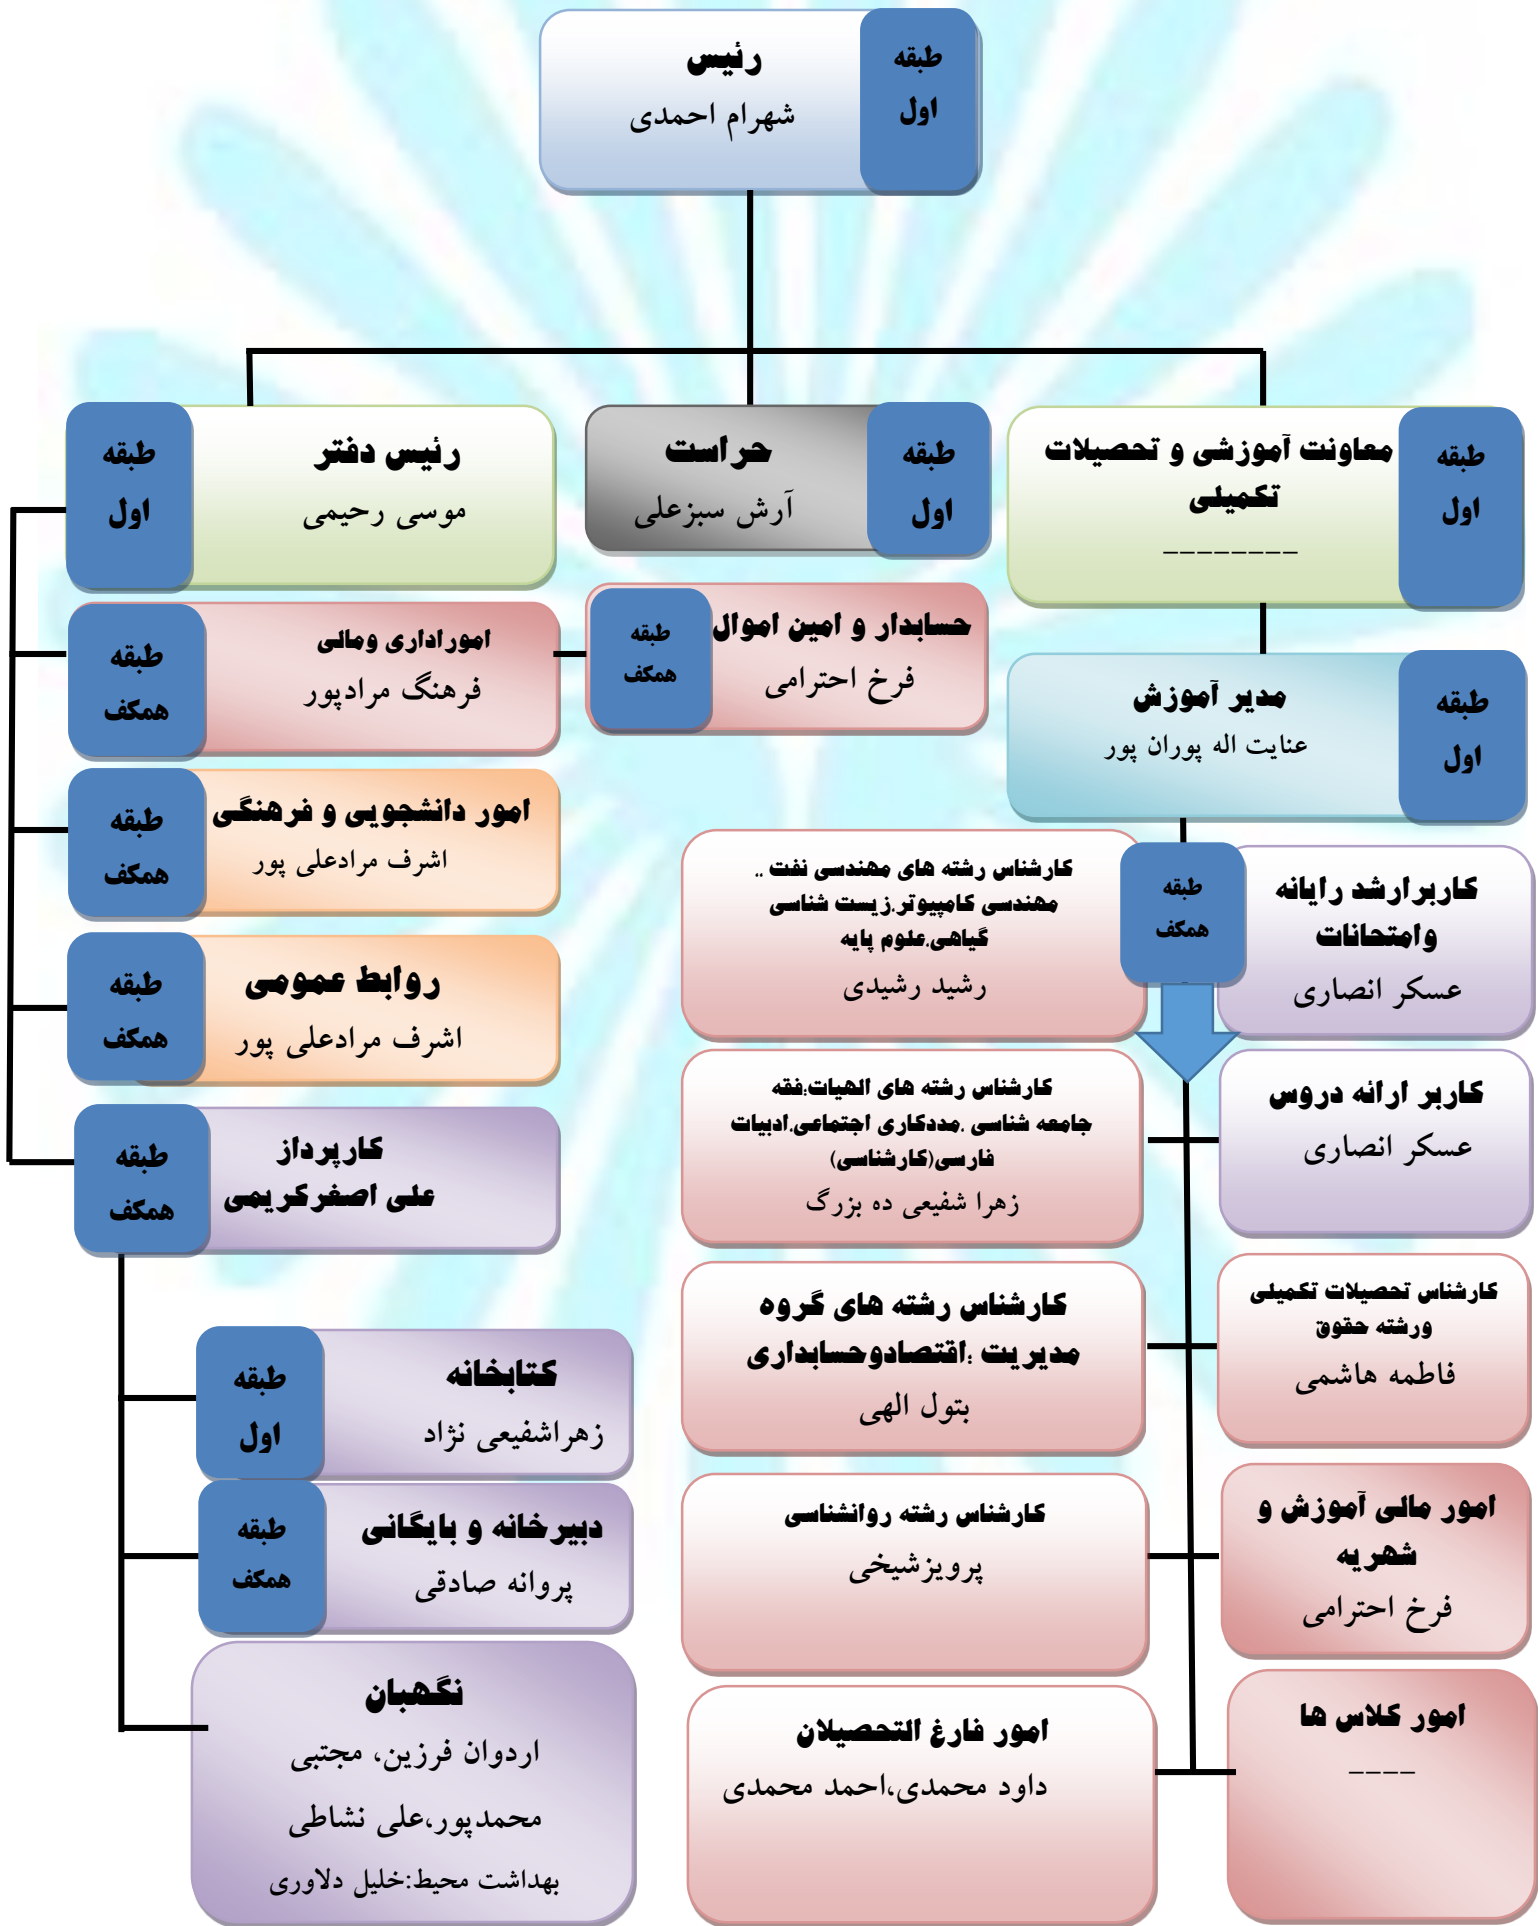 رئیس
شهرام احمدی
طبقه
اول
معاونت آموزشی و تحصیلات
تکمیلی
--------
طبقه
اول
حراست
آرش سبزعلی
طبقه
اول
رئیس دفتر
موسی رحیمی
طبقه
اول
حسابدار و امین اموال
فرخ احترامی
طبقه
همکف
اموراداری ومالی
فرهنگ مرادپور
طبقه
همکف
مدیر آموزش
عنایت اله پوران پور
طبقه
اول
امور دانشجویی و فرهنگی
اشرف مرادعلی پور
طبقه
همکف
روابط عمومی
اشرف مرادعلی پور
طبقه
همکف
کارپرداز
علی اصغرکریمی
طبقه
همکف
کتابخانه
زهراشفیعی نژاد
طبقه
اول
دبیرخانه و بایگانی
پروانه صادقی
طبقه
همکف
نگهبان
اردوان فرزین، مجتبی
محمدپور،علی نشاطی
بهداشت محیط:خلیل دلاوری
طبقه
همکف
کاربرارشد رایانه
وامتحانات
عسکر انصاری
کارشناس رشته های مهندسی نفت ..
مهندسی کامپیوتر.زیست شناسی
گیاهی.علوم پایه
رشید رشیدی
کاربر ارائه دروس
عسکر انصاری
کارشناس رشته های الهیات؛فقه
جامعه شناسی .مددکاری اجتماعی.ادبیات
فارسی(کارشناسی)
زهرا شفیعی ده بزرگ
کارشناس تحصیلات تکمیلی
ورشته حقوق
فاطمه هاشمی
کارشناس رشته های گروه
مدیریت ؛اقتصادوحسابداری
بتول الهی
امور مالی آموزش و
شهریه
فرخ احترامی
کارشناس رشته روانشناسی
پرویزشیخی
امور کلاس ها
----
امور فارغ التحصیلان
داود محمدی،احمد محمدی